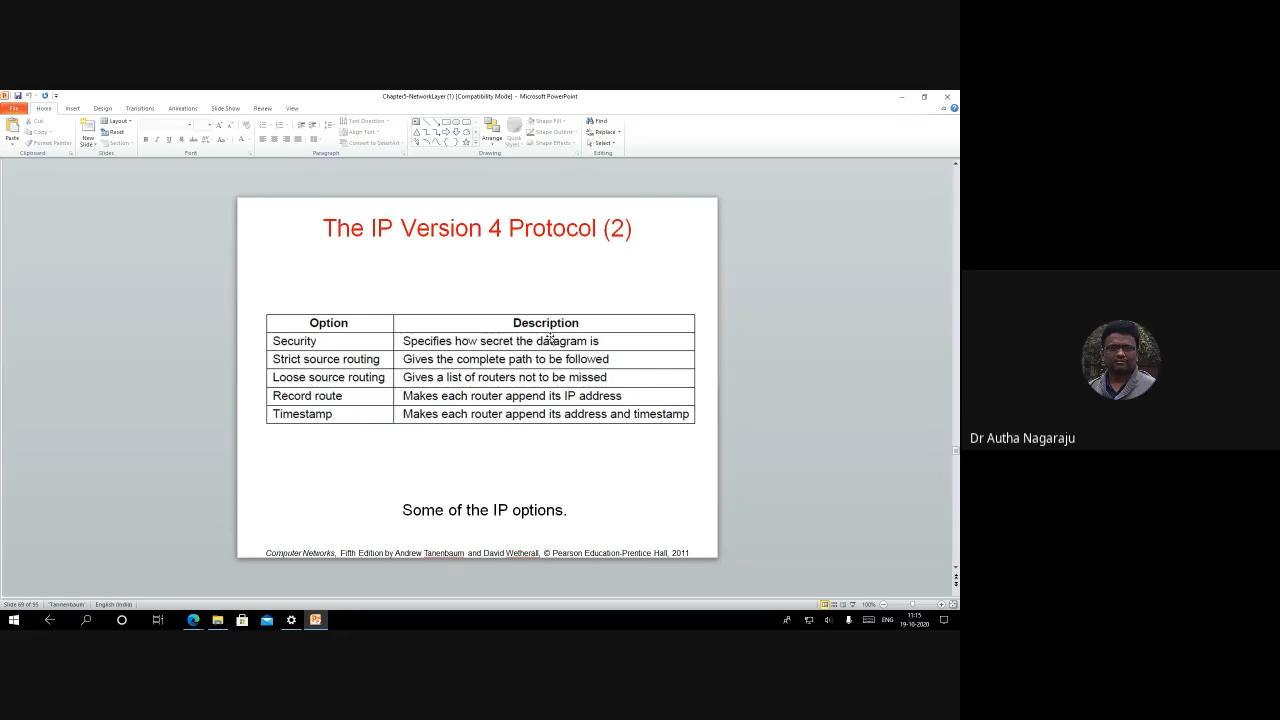 Chapter5-NetworkLayer (1) [Compatibility Mode] - Microsoft PowerPoint
File Home Insert Design Transitions Animations Slide Show Review View
Cut
Copy
Format Painter
Paste
Clipboard
New
Slide
Layout
Reset
Section
Slides
Font
Text Direction
Align Text
Convert to SmartArt
Paragraph
Arrange
Quick
Styles
Shape Fill
Shape Outline
Shape Effects
Drawing
Find
Replace
Select
Editing
The IP Version 4 Protocol (2)
Option Description
Security Specifies how secret the datagram is
Strict source routing Gives the complete path to be followed
Loose source routing Gives a list of routers not to be missed
Record route Makes each router append its IP address
Timestamp Makes each router append its address and timestamp
Some of the IP options.
Computer Networks, Fifth Edition by Andrew Tanenbaum and David Wetherall, © Pearson Education-Prentice Hall, 2011
Dr Autha Nagaraju
Slide 69 of 95 "Tannenbaum" English (India) 100%
ENG
11:15
19-10-2020